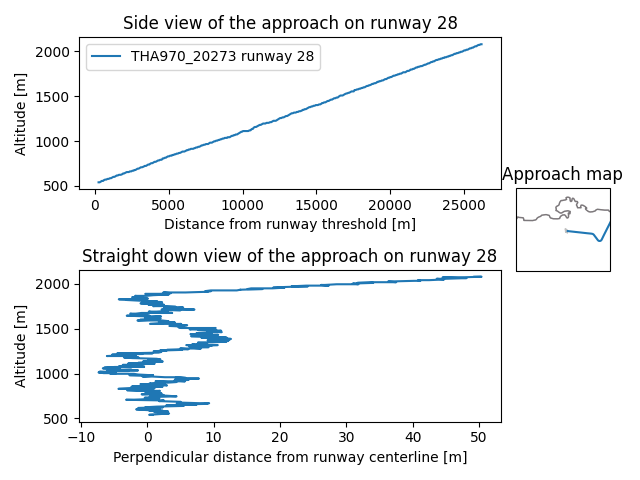 Side view of the approach on runway 28
2000
1500
1000
500
Altitude [m]
THA970_20273 runway 28
0
5000
10000
15000
20000
25000
Distance from runway threshold [m]
Approach map
Straight down view of the approach on runway 28
2000
1500
1000
500
Altitude [m]
−10
0
10
20
30
40
50
Perpendicular distance from runway centerline [m]